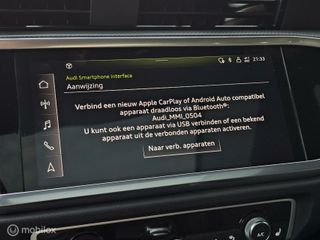 21:33
Audi Smartphone Interface
Aanwijzing
Verbind een nieuw Apple CarPlay of Android Auto compatibel
apparaat draadloos via Bluetooth®:
Audi_MMI_0504
U kunt ook een apparaat via USB verbinden of een bekend
apparaat uit de verbonden apparaten activeren.
Naar verb. apparaten
A/C
© Marktplaats